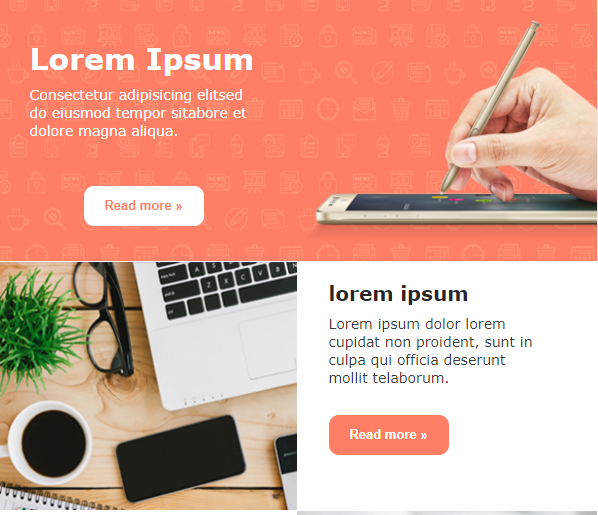 Lorem Ipsum
Consectetur adipisicing elitsed
do eiusmod tempor sitabore et
dolore magna aliqua.
Read more »
lorem ipsum
Lorem ipsum dolor lorem
cupidat non proident, sunt in
culpa qui officia deserunt
mollit telaborum.
Read more »